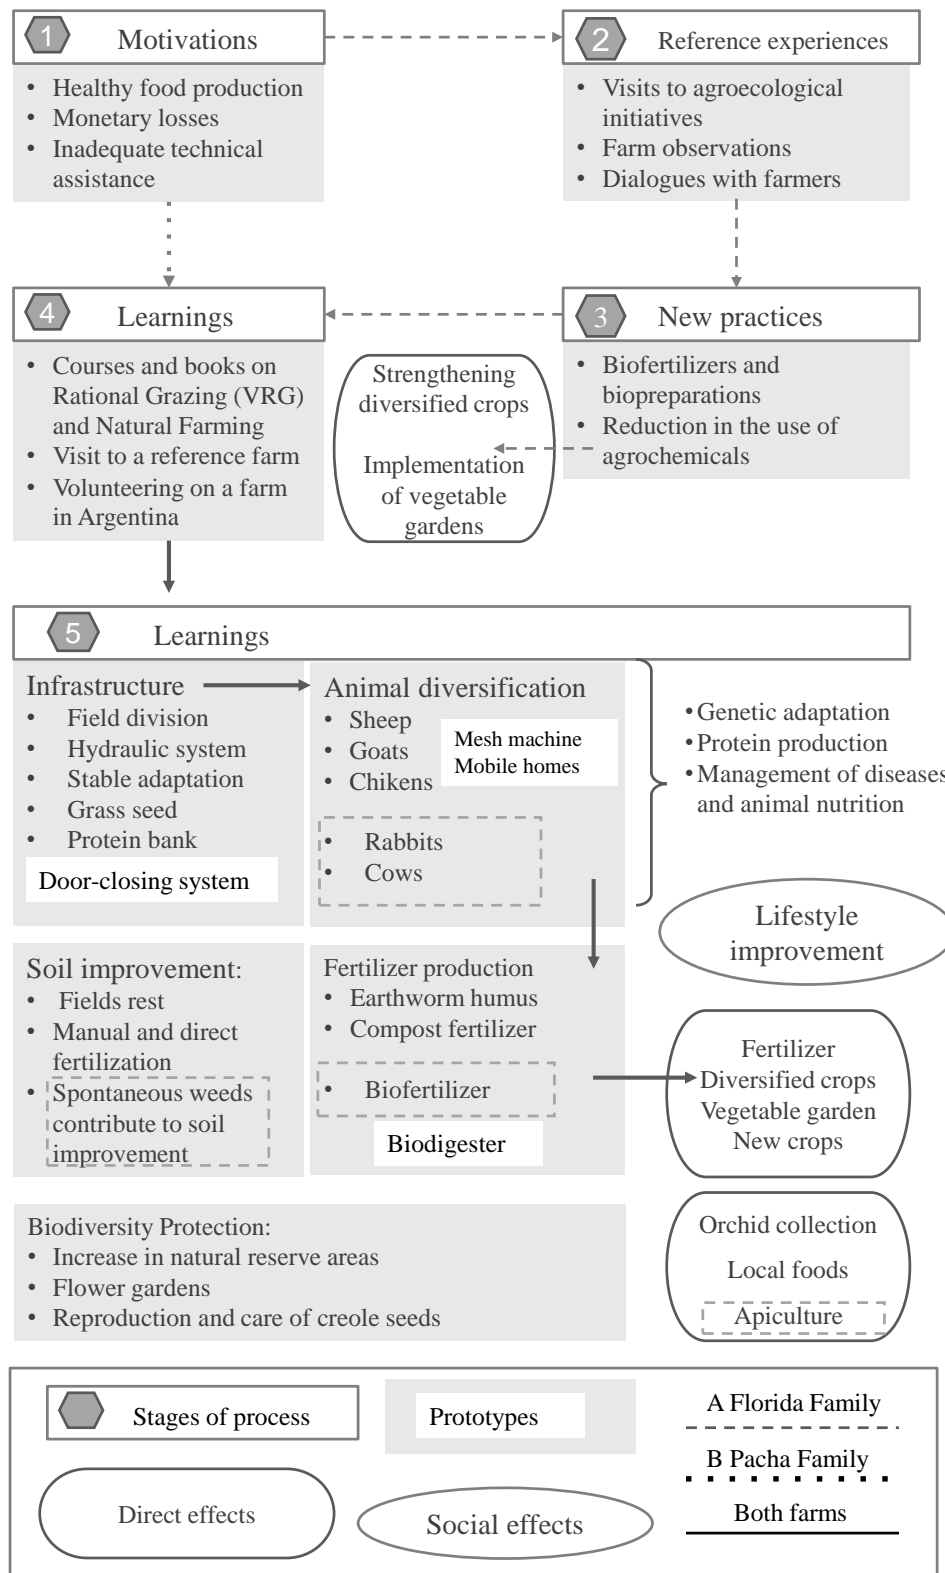 1 Motivations
• Healthy food production
• Monetary losses
• Inadequate technical
assistance
2 Reference experiences
• Visits to agroecological
initiatives
• Farm observations
• Dialogues with farmers
4 Learnings
• Courses and books on
Rational Grazing (VRG)
and Natural Farming
• Visit to a reference farm
• Volunteering on a farm
in Argentina
Strengthening
diversified crops
Implementation
of vegetable
gardens
3 New practices
• Biofertilizers and
biopreparations
• Reduction in the use of
agrochemicals
5 Learnings
Infrastructure
• Field division
• Hydraulic system
• Stable adaptation
• Grass seed
• Protein bank
Door-closing system
Animal diversification
• Sheep
• Goats
• Chikens
Mesh machine
Mobile homes
• Rabbits
• Cows
• Genetic adaptation
• Protein production
• Management of diseases
and animal nutrition
Lifestyle
improvement
Soil improvement:
• Fields rest
• Manual and direct
fertilization
• Spontaneous weeds
contribute to soil
improvement
Fertilizer production
• Earthworm humus
• Compost fertilizer
• Biofertilizer
Biodigester
Fertilizer
Diversified crops
Vegetable garden
New crops
Biodiversity Protection:
• Increase in natural reserve areas
• Flower gardens
• Reproduction and care of creole seeds
Orchid collection
Local foods
Apiculture
Stages of process
Prototypes
A Florida Family
B Pacha Family
Both farms
Direct effects
Social effects